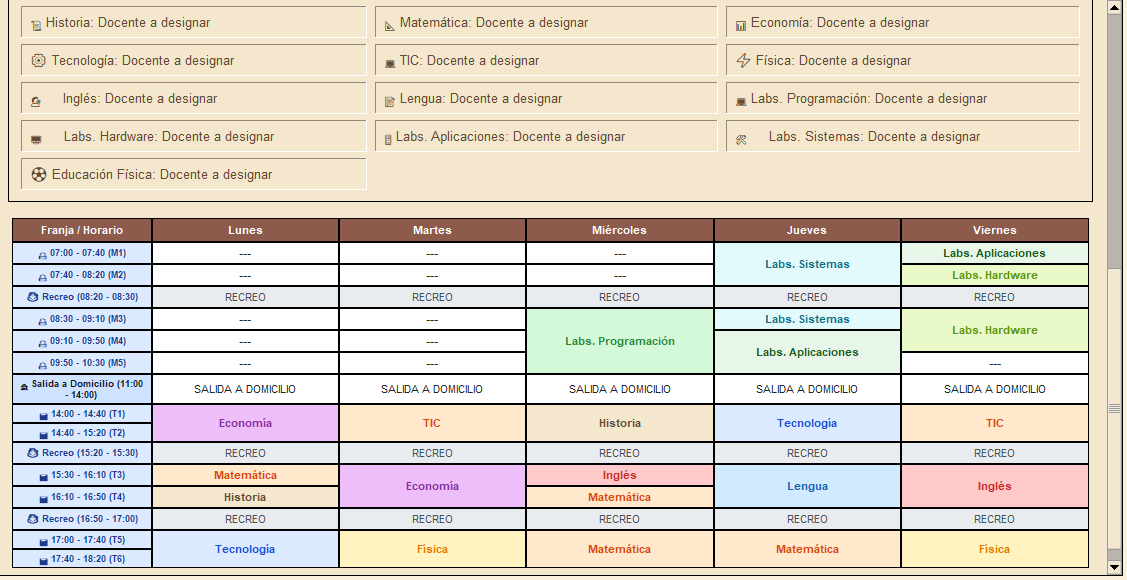 Historia: Docente a designar
Matemática: Docente a designar
Economía: Docente a designar
Tecnología: Docente a designar
TIC: Docente a designar
Física: Docente a designar
Inglés: Docente a designar
Lengua: Docente a designar
Labs. Programación: Docente a designar
Labs. Hardware: Docente a designar
Labs. Aplicaciones: Docente a designar
Labs. Sistemas: Docente a designar
Educación Física: Docente a designar
Franja / Horario Lunes Martes Miércoles Jueves Viernes
07:00 - 07:40 (M1) --- --- --- Labs. Sistemas Labs. Aplicaciones
07:40 - 08:20 (M2) --- --- --- Labs. Hardware
Recreo (08:20 - 08:30) RECREO RECREO RECREO RECREO RECREO
08:30 - 09:10 (M3) --- --- Labs. Programación Labs. Sistemas Labs. Hardware
09:10 - 09:50 (M4) --- --- Labs. Aplicaciones
09:50 - 10:30 (M5) --- --- ---
Salida a Domicilio (11:00
- 14:00) SALIDA A DOMICILIO SALIDA A DOMICILIO SALIDA A DOMICILIO SALIDA A DOMICILIO SALIDA A DOMICILIO
14:00 - 14:40 (T1) Economía TIC Historia Tecnología TIC
14:40 - 15:20 (T2)
Recreo (15:20 - 15:30) RECREO RECREO RECREO RECREO RECREO
15:30 - 16:10 (T3) Matemática Economía Inglés Lengua Inglés
16:10 - 16:50 (T4) Historia Matemática
Recreo (16:50 - 17:00) RECREO RECREO RECREO RECREO RECREO
17:00 - 17:40 (T5) Tecnología Física Matemática Matemática Física
17:40 - 18:20 (T6)